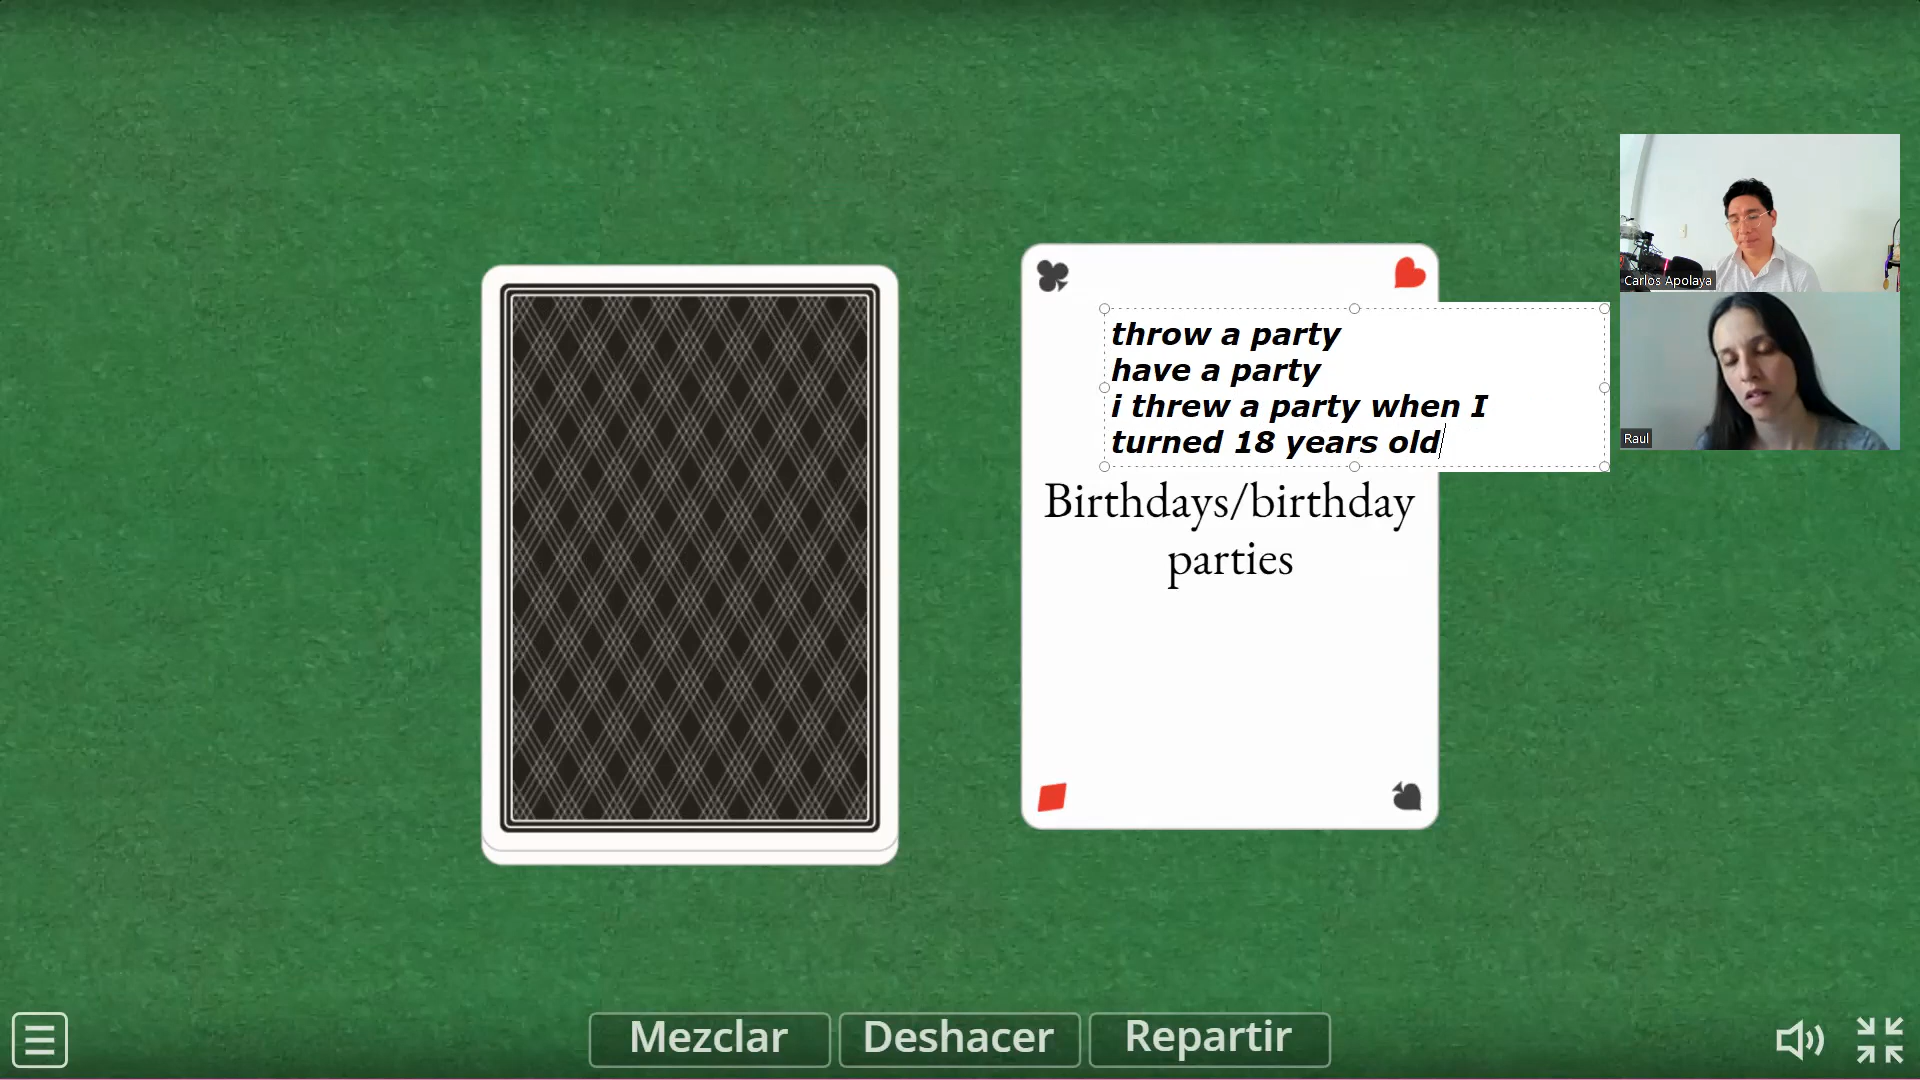 throw a party
have a party
i threw a party when I
turned 18 years old
Birthdays/birthday
parties
Carlos Apolaya
Raul
Mezclar
Deshacer
Repartir